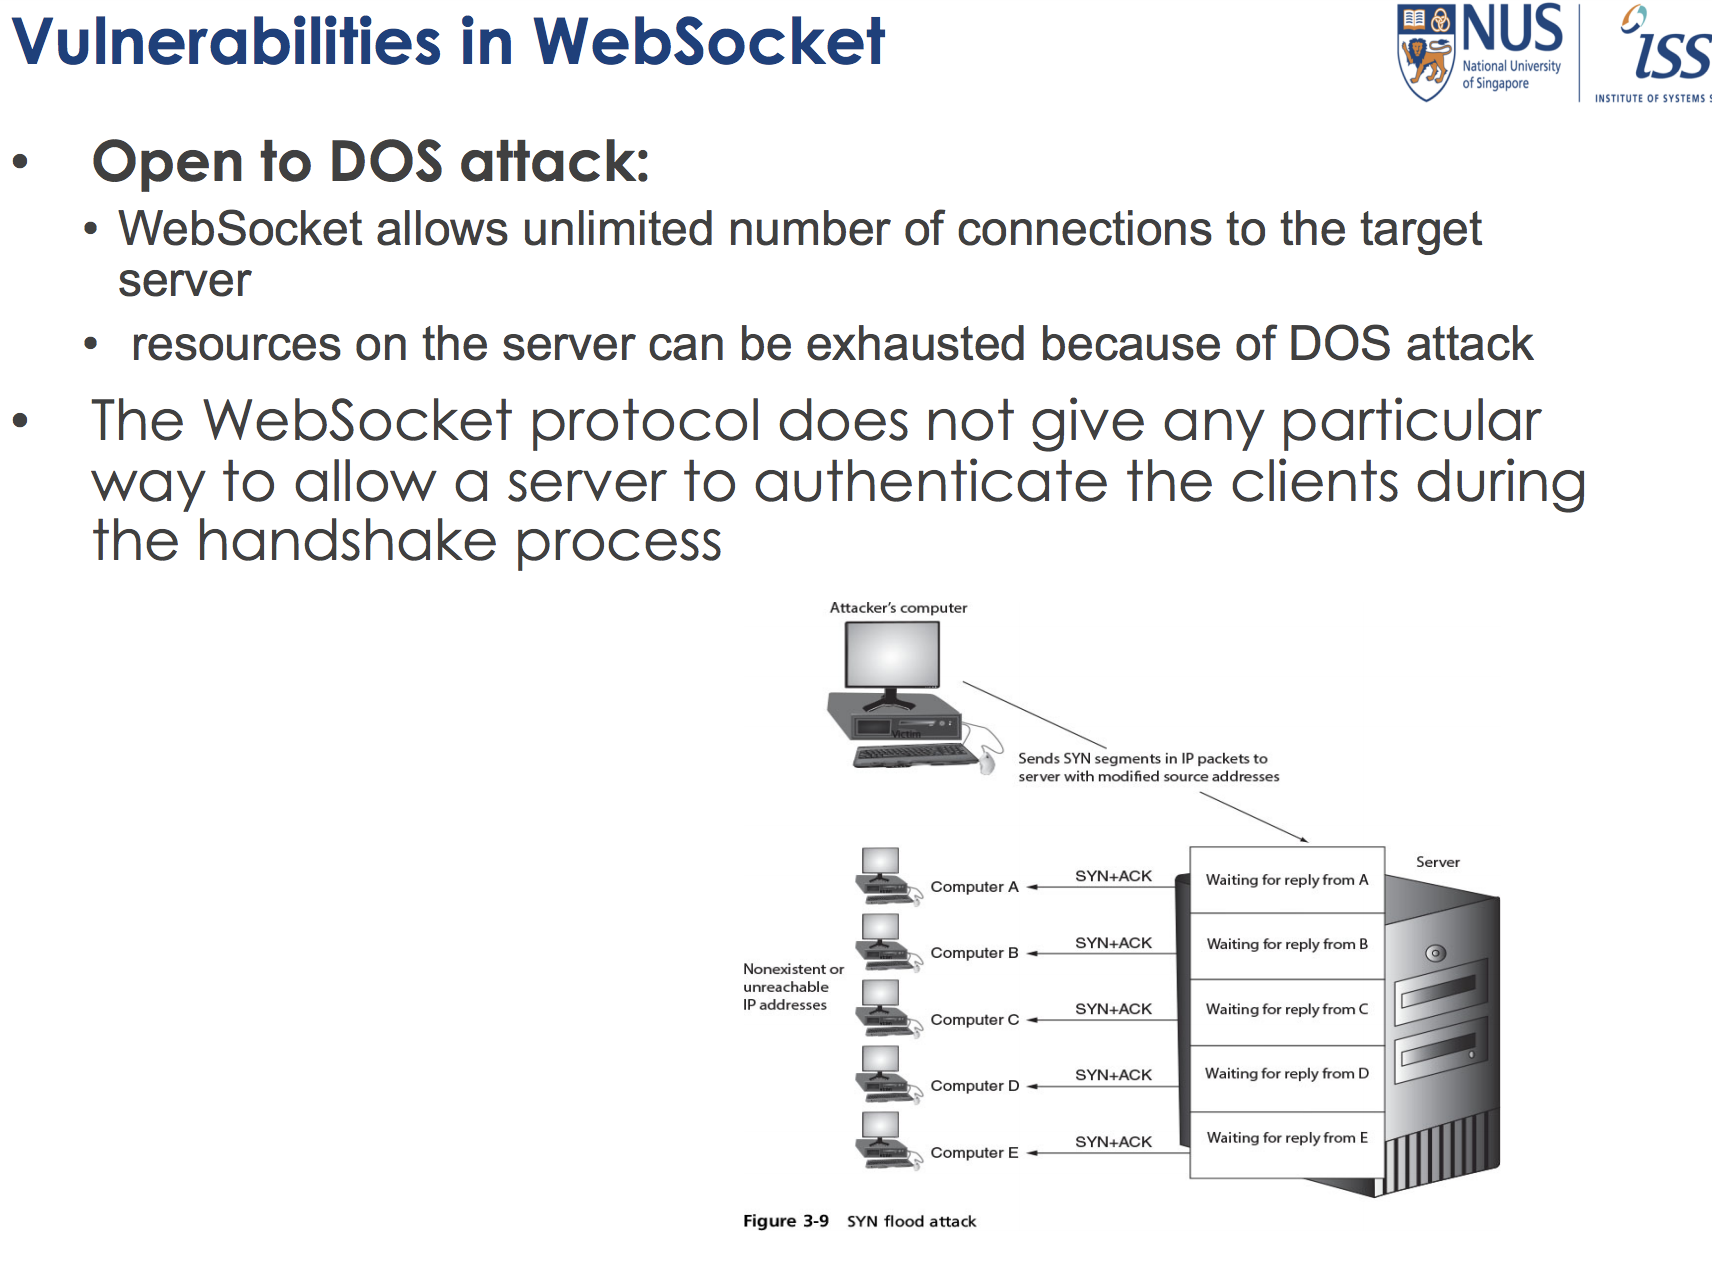 Vulnerabilities in WebSocket
NUS
National University
of Singapore
ISS
INSTITUTE OF SYSTEMS
• Open to DOS attack:
• WebSocket allows unlimited number of connections to the target
server
• resources on the server can be exhausted because of DOS attack
• The WebSocket protocol does not give any particular
way to allow a server to authenticate the clients during
the handshake process
Attacker's computer
Victim
Sends SYN segments in IP packets to
server with modified source addresses
Server
Computer A
SYN+ACK
Waiting for reply from A
Computer B
SYN+ACK
Waiting for reply from B
Nonexistent or
unreachable
IP addresses
Computer C
SYN+ACK
Waiting for reply from C
Computer D
SYN+ACK
Waiting for reply from D
Computer E
SYN+ACK
Waiting for reply from E
Figure 3-9 SYN flood attack